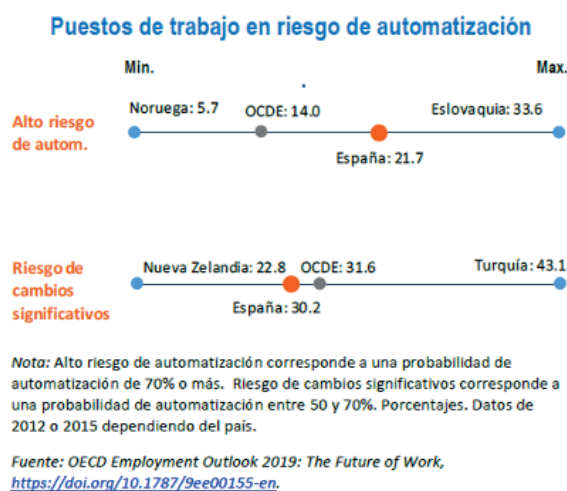 Puestos de trabajo en riesgo de automatización
Min. Max.
Noruega: 5.7 OCDE: 14.0 Eslovaquia: 33.6
Alto riesgo
de autom.
España: 21.7
Riesgo de
cambios
significativos
Nueva Zelandia: 22.8 OCDE: 31.6 Turquía: 43.1
España: 30.2
Nota: Alto riesgo de automatización corresponde a una probabilidad de
automatización de 70% o más. Riesgo de cambios significativos corresponde a
una probabilidad de automatización entre 50 y 70%. Porcentajes. Datos de
2012 o 2015 dependiendo del país.
Fuente: OECD Employment Outlook 2019: The Future of Work,
https://doi.org/10.1787/9ee00155-en.